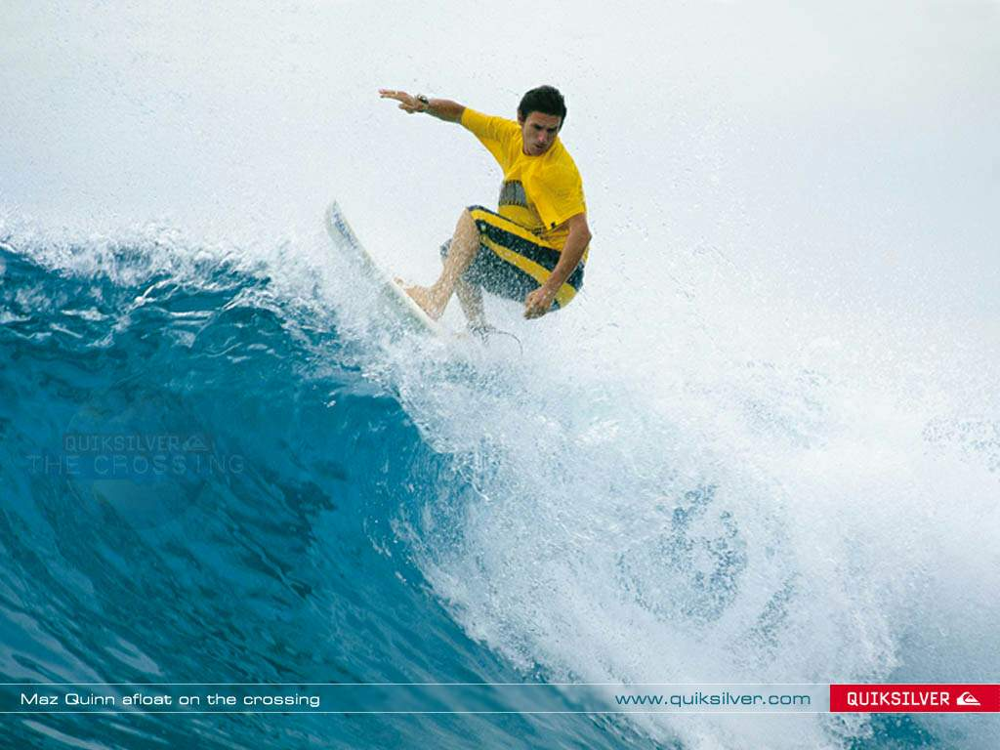 QUIKSILVER
THE CROSSING
Maz Quinn afloat on the crossing
www.quiksilver.com
QUIKSILVER